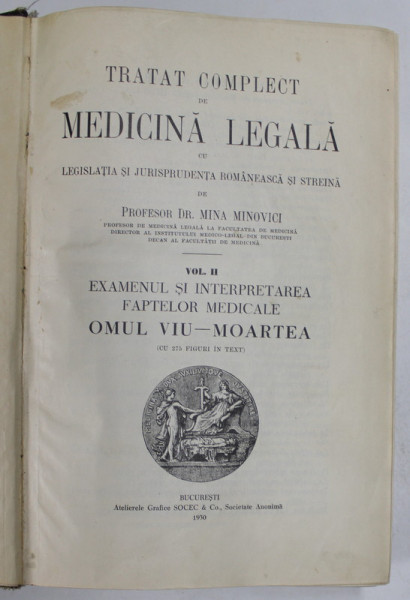 TRATAT COMPLECT
DE
MEDICINĂ LEGALĂ
CU
LEGISLAȚIA ȘI JURISPRUDENȚA ROMÂNEASCĂ ȘI STREINĂ
DE
PROFESOR DR. MINA MINOVICI
PROFESOR DE MEDICINĂ LEGALĂ LA FACULTATEA DE MEDICINĂ
DIRECTOR AL INSTITUTULUI MEDICO-LEGAL DIN BUCUREȘTI
DECAN AL FACULTĂȚII DE MEDICINĂ
VOL. II
EXAMENUL ȘI INTERPRETAREA
FAPTELOR MEDICALE
OMUL VIU—MOARTEA
(CU 275 FIGURI ÎN TEXT)
BUCUREȘTI
Atelierele Grafice SOCEC & Co., Societate Anonimă
1930